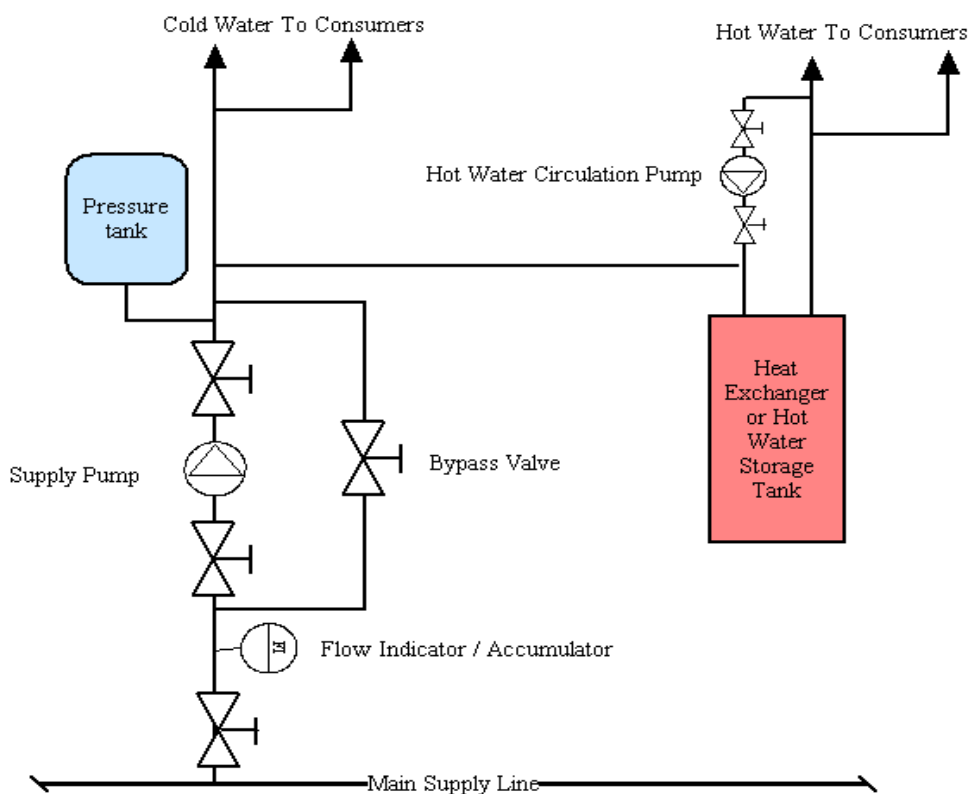 Cold Water To Consumers
Hot Water To Consumers
Hot Water Circulation Pump
Pressure
tank
Heat
Exchanger
or Hot
Water
Storage
Tank
Supply Pump
Bypass Valve
FI
Flow Indicator / Accumulator
Main Supply Line